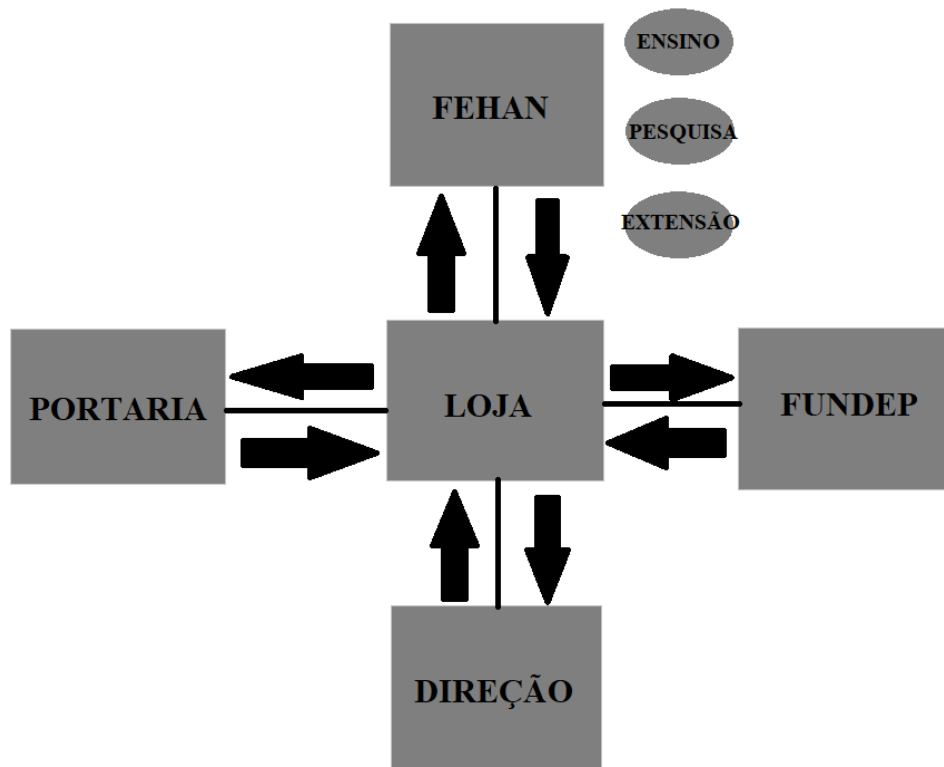 ENSINO
FEHAN
PESQUISA
EXTENSÃO
PORTARIA
LOJA
FUNDEP
DIREÇÃO